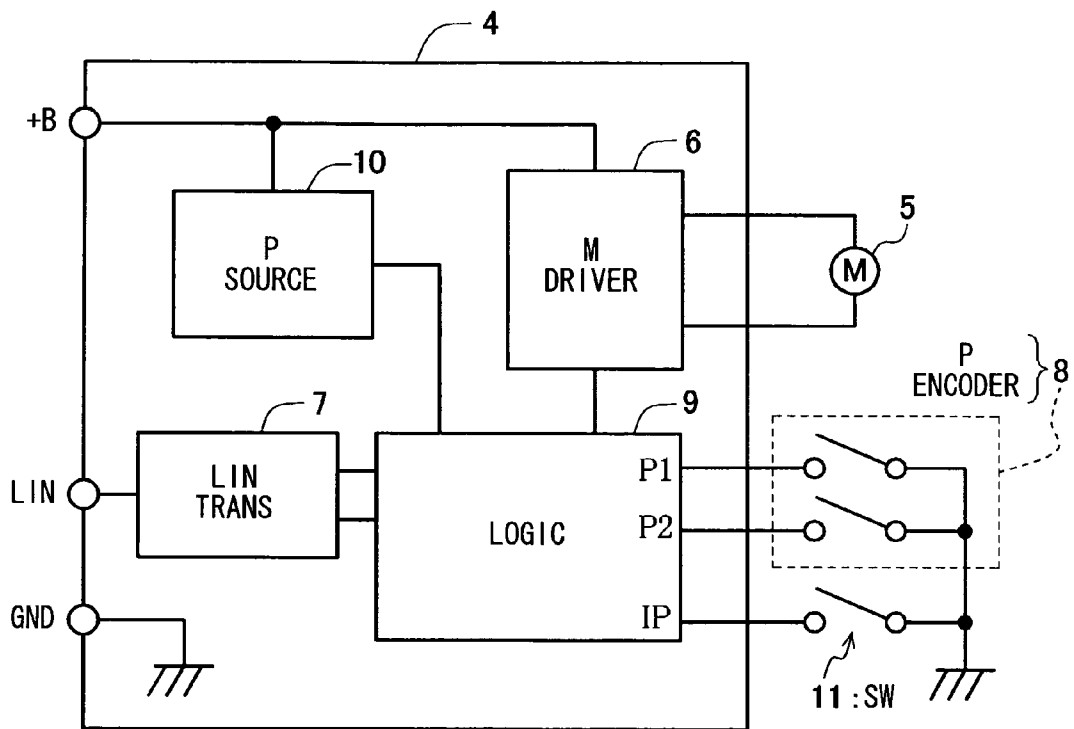 4
+B
10
6
P
SOURCE
M
DRIVER
5
M
P
ENCODER
8
7
9
LIN
LIN
TRANS
LOGIC
P1
P2
IP
GND
11 : SW